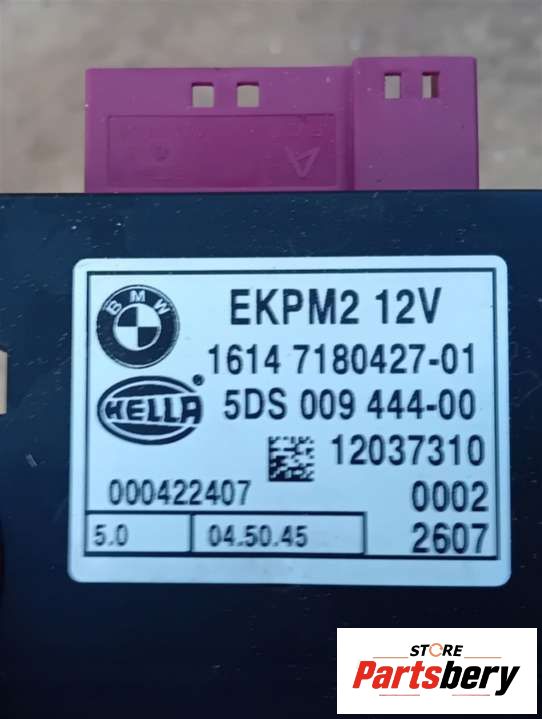 A
BMW
EKPM2 12V
1614 7180427-01
HELLA ®
5DS 009 444-00
12037310
000422407
0002
5.0
04.50.45
2607
STORE
Partsbery